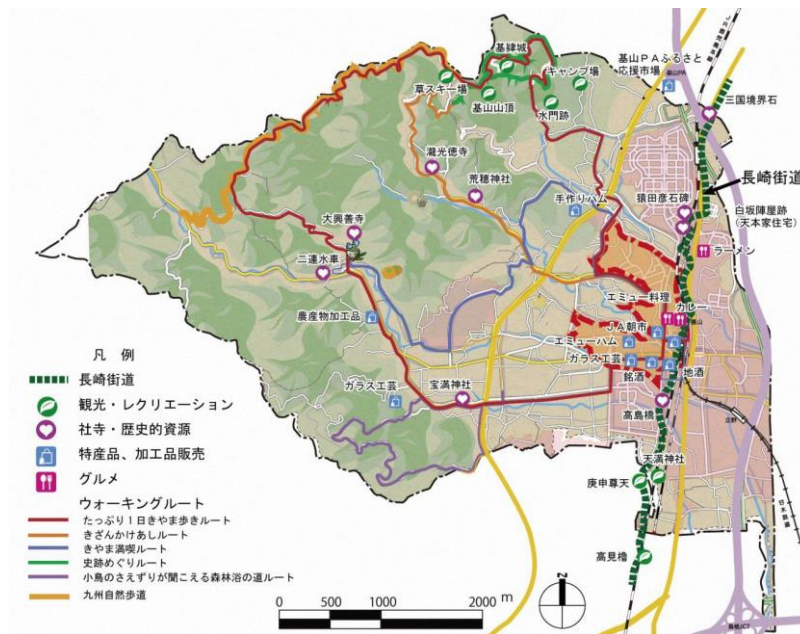 基肄城
草スキー場
キャンプ場
基山山頂
水門跡
基山PAふるさと
応援市場
基山PA
三国境界石
瀧光徳寺
荒穂神社
手作りハム
猿田彦石碑
長崎街道
白坂陣屋跡
(天本家住宅)
大興善寺
二連水車
ラーメン
エミュー料理
カレー
農産物加工品
JA朝市
エミューハム
ガラス工芸
ガラス工芸
宝満神社
銘酒
地酒
高島橋
天満神社
庚申尊天
高見櫓
立野
鳥栖JCT
凡 例
長崎街道
観光・レクリエーション
社寺・歴史的資源
特産品、加工品販売
グルメ
ウォーキングルート
たっぷり1日きやま歩きルート
きざんかけあしルート
きやま満喫ルート
史跡めぐりルート
小鳥のさえずりが聞こえる森林浴の道ルート
九州自然歩道
0 500 1000 2000 m